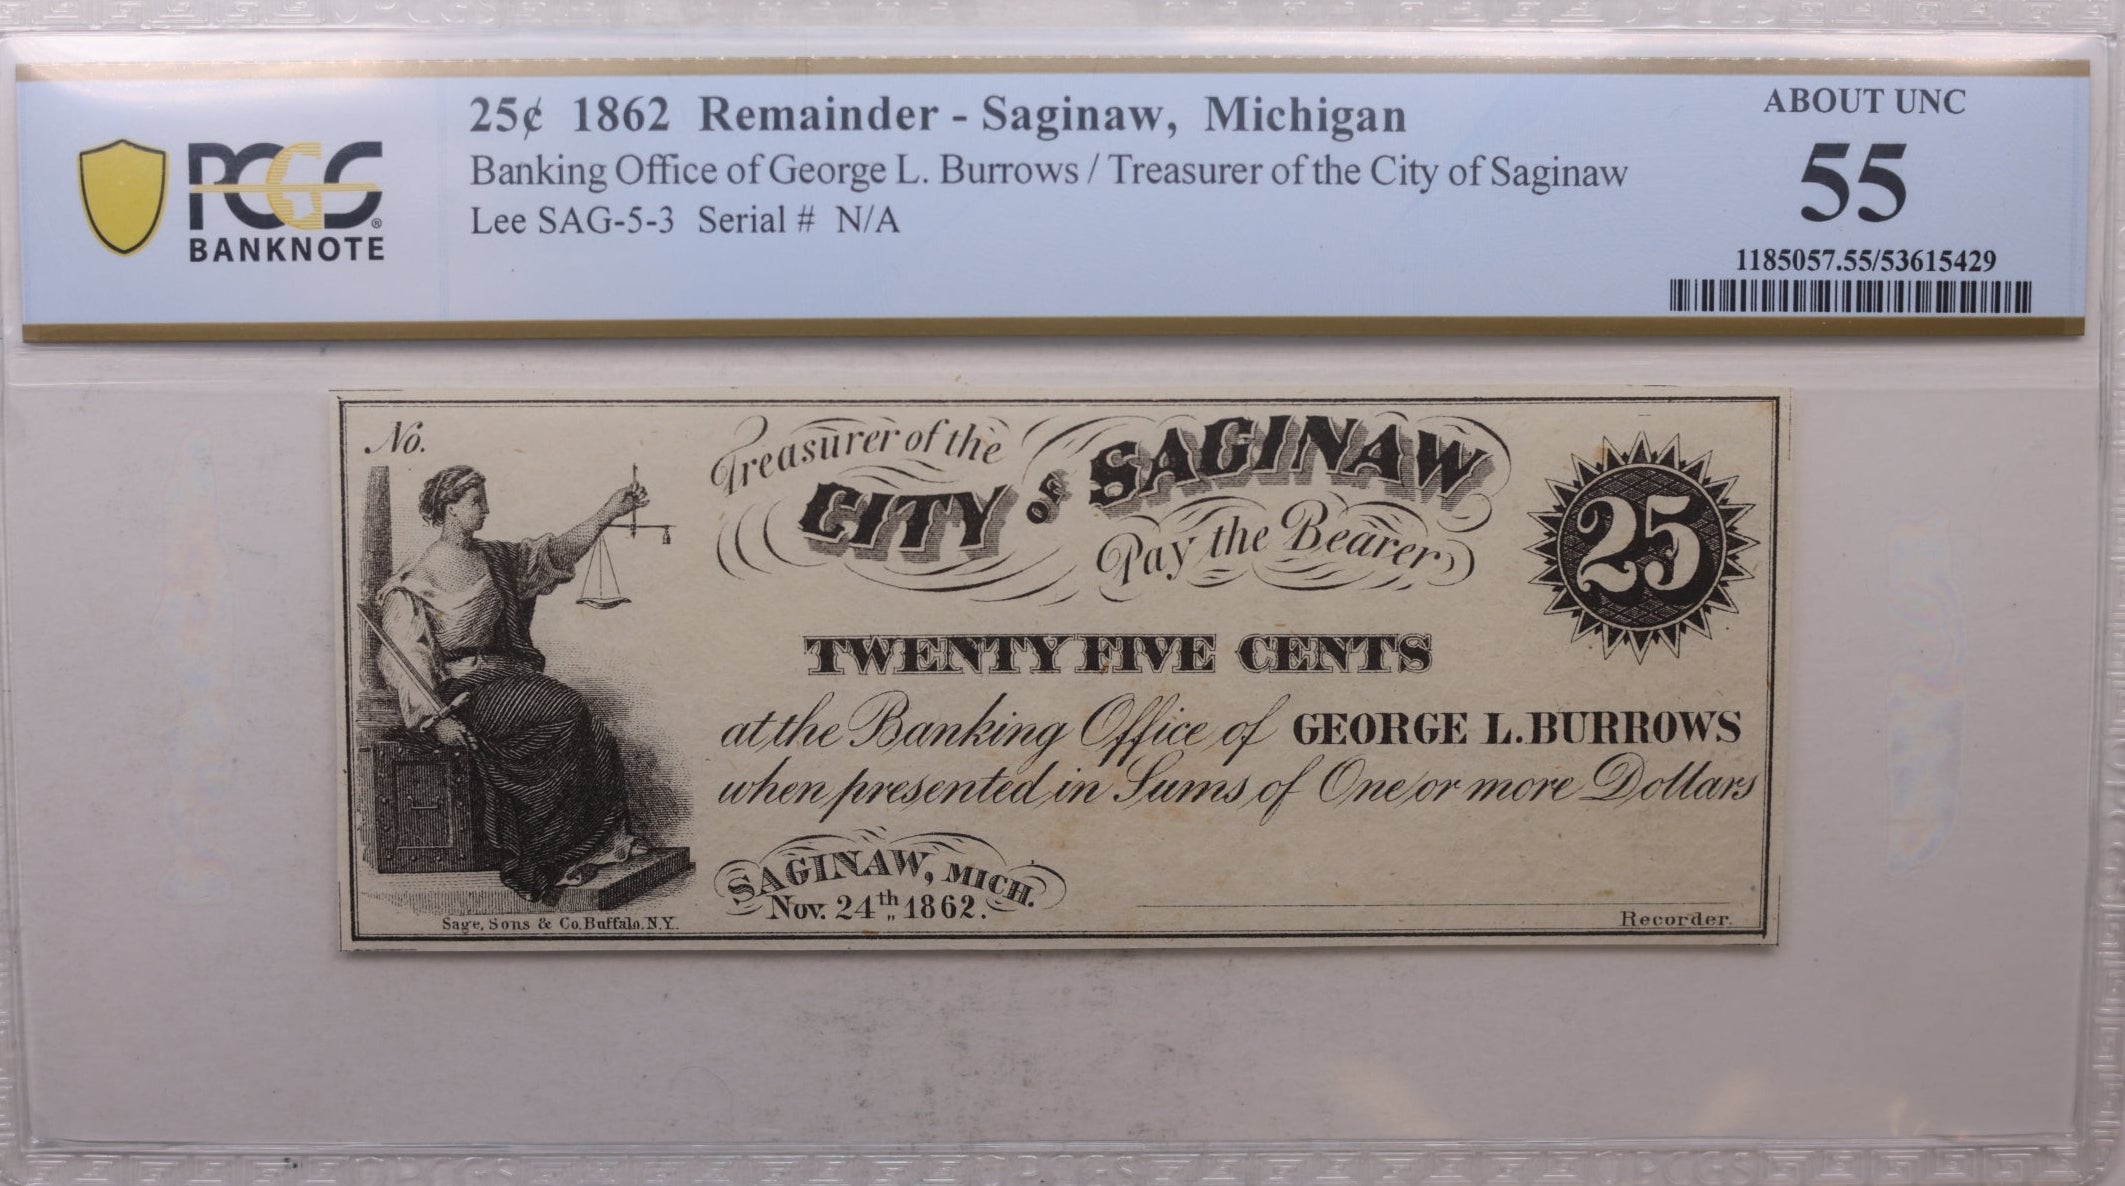 25¢ 1862 Remainder - Saginaw, Michigan
Banking Office of George L. Burrows / Treasurer of the City of Saginaw
Lee SAG-5-3 Serial # N/A
PCGS®
BANKNOTE
ABOUT UNC
55
1185057.55/53615429
No.
Treasurer of the
CITY OF SAGINAW
Pay the Bearer
25
TWENTY FIVE CENTS
at the Banking Office of GEORGE L. BURROWS
when presented in Sums of One or more Dollars
SAGINAW, MICH.
Nov. 24th 1862.
Sage, Sons & Co. Buffalo, N.Y.
Recorder.